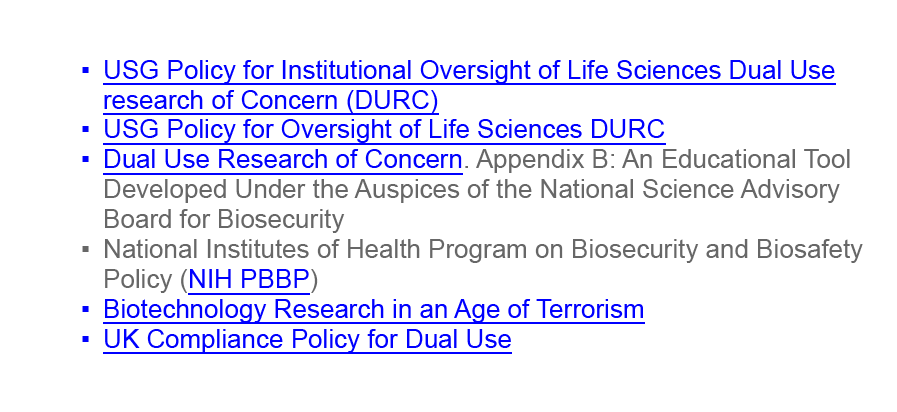 ▪ USG Policy for Institutional Oversight of Life Sciences Dual Use
research of Concern (DURC)
▪ USG Policy for Oversight of Life Sciences DURC
▪ Dual Use Research of Concern. Appendix B: An Educational Tool
Developed Under the Auspices of the National Science Advisory
Board for Biosecurity
▪ National Institutes of Health Program on Biosecurity and Biosafety
Policy (NIH PBBP)
▪ Biotechnology Research in an Age of Terrorism
▪ UK Compliance Policy for Dual Use